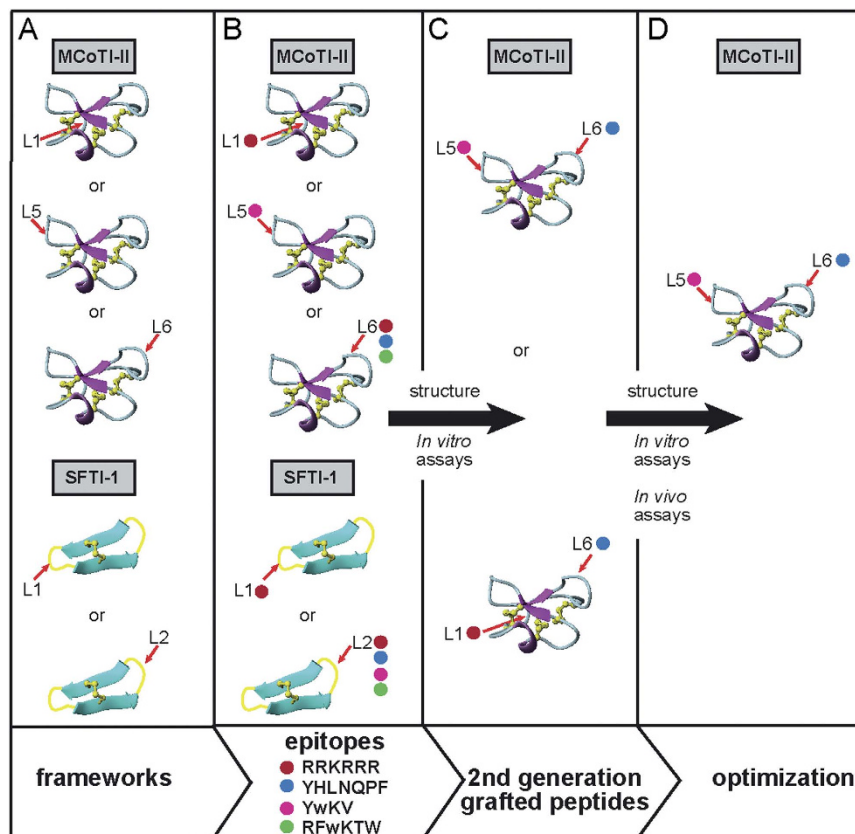 A
MCoTI-II
L1
or
L5
or
L6
SFTI-1
L1
or
L2
frameworks
B
MCoTI-II
L1
or
L5
or
L6
SFTI-1
L1
or
L2
epitopes
RRKRRR
YHLNQPF
YwKV
RFwKTW
structure
In vitro
assays
C
MCoTI-II
L5
L6
or
L6
L1
2nd generation
grafted peptides
structure
In vitro
assays
In vivo
assays
D
MCoTI-II
L5
L6
optimization